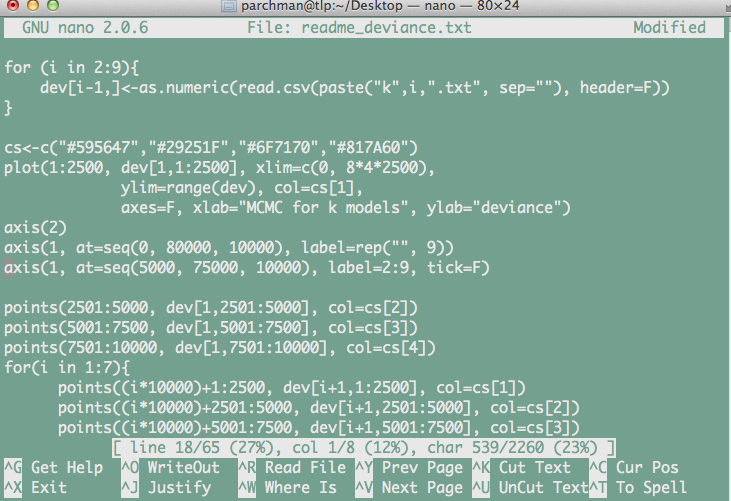 parchman@tlp:~/Desktop — nano — 80×24
GNU nano 2.0.6 File: readme_deviance.txt Modified
for (i in 2:9){
    dev[i-1,]<-as.numeric(read.csv(paste("k",i,".txt", sep=""), header=F))
}
cs<-c("#595647","#29251F","#6F7170","#817A60")
plot(1:2500, dev[1,1:2500], xlim=c(0, 8*4*2500),
             ylim=range(dev), col=cs[1],
             axes=F, xlab="MCMC for k models", ylab="deviance")
axis(2)
axis(1, at=seq(0, 80000, 10000), label=rep("", 9))
axis(1, at=seq(5000, 75000, 10000), label=2:9, tick=F)
points(2501:5000, dev[1,2501:5000], col=cs[2])
points(5001:7500, dev[1,5001:7500], col=cs[3])
points(7501:10000, dev[1,7501:10000], col=cs[4])
for(i in 1:7){
      points((i*10000)+1:2500, dev[i+1,1:2500], col=cs[1])
      points((i*10000)+2501:5000, dev[i+1,2501:5000], col=cs[2])
      points((i*10000)+5001:7500, dev[i+1,5001:7500], col=cs[3])
[ line 18/65 (27%), col 1/8 (12%), char 539/2260 (23%) ]
^G Get Help ^O WriteOut ^R Read File ^Y Prev Page ^K Cut Text ^C Cur Pos
^X Exit ^J Justify ^W Where Is ^V Next Page ^U UnCut Text ^T To Spell